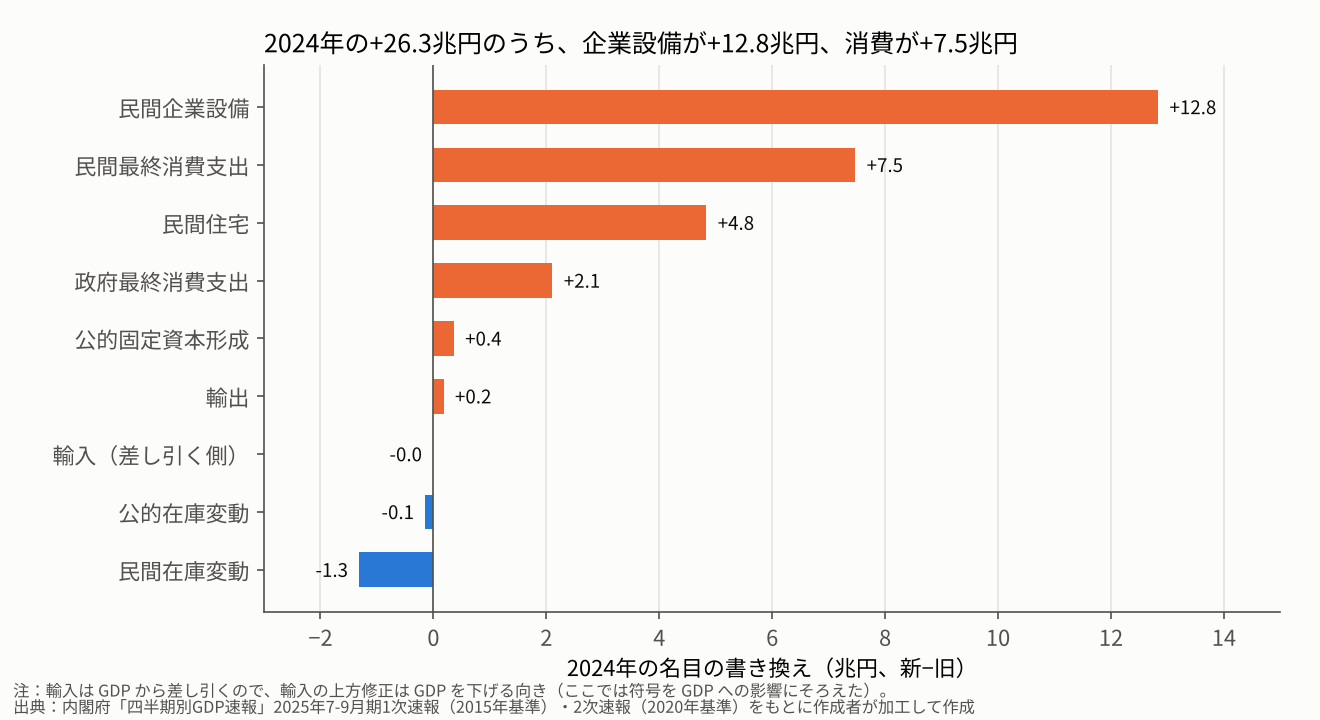 2024年の+26.3兆円のうち、企業設備が+12.8兆円、消費が+7.5兆円
民間企業設備
+12.8
民間最終消費支出
+7.5
民間住宅
+4.8
政府最終消費支出
+2.1
公的固定資本形成
+0.4
輸出
+0.2
輸入（差し引く側）
-0.0
公的在庫変動
-0.1
民間在庫変動
-1.3
−2 0 2 4 6 8 10 12 14
2024年の名目の書き換え（兆円、新−旧）
注：輸入は GDP から差し引くので、輸入の上方修正は GDP を下げる向き（ここでは符号を GDP への影響にそろえた）。
出典：内閣府「四半期別GDP速報」2025年7-9月期1次速報（2015年基準）・2次速報（2020年基準）をもとに作成者が加工して作成